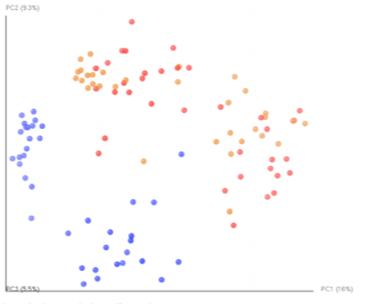 PC2 (9.3%)
PC3 (5.5%)
PC1 (16%)